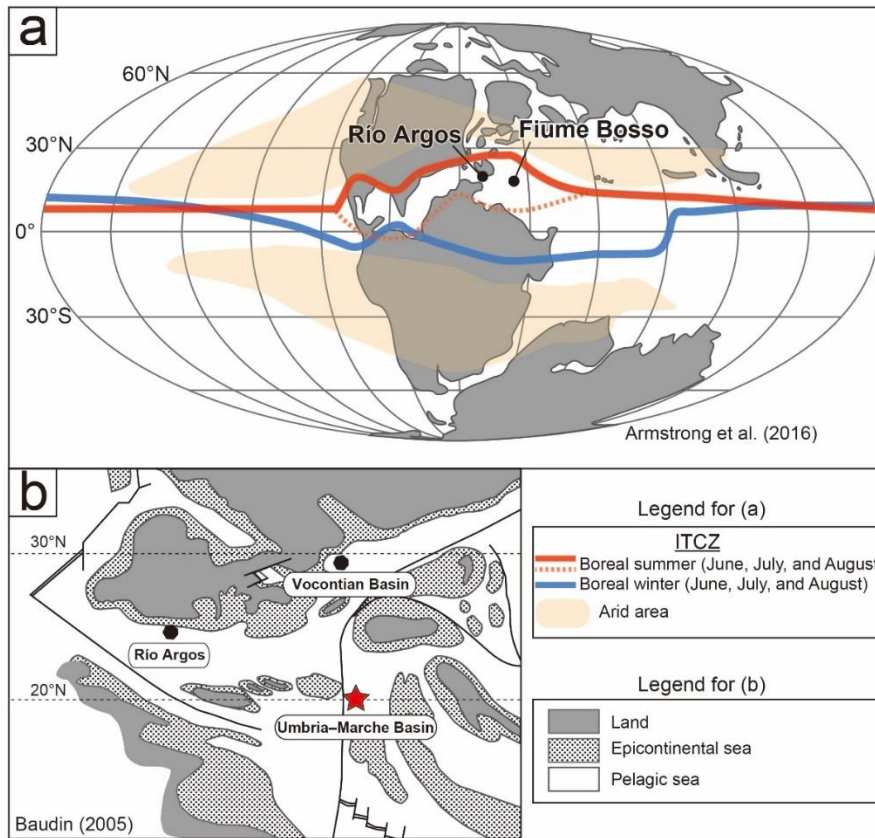 a
60°N
30°N
0°
30°S
Río Argos
Fiume Bosso
Armstrong et al. (2016)
b
30°N
20°N
Vocontian Basin
Río Argos
Umbria–Marche Basin
Baudin (2005)
Legend for (a)
ITCZ
Boreal summer (June, July, and August)
Boreal winter (June, July, and August)
Arid area
Legend for (b)
Land
Epicontinental sea
Pelagic sea